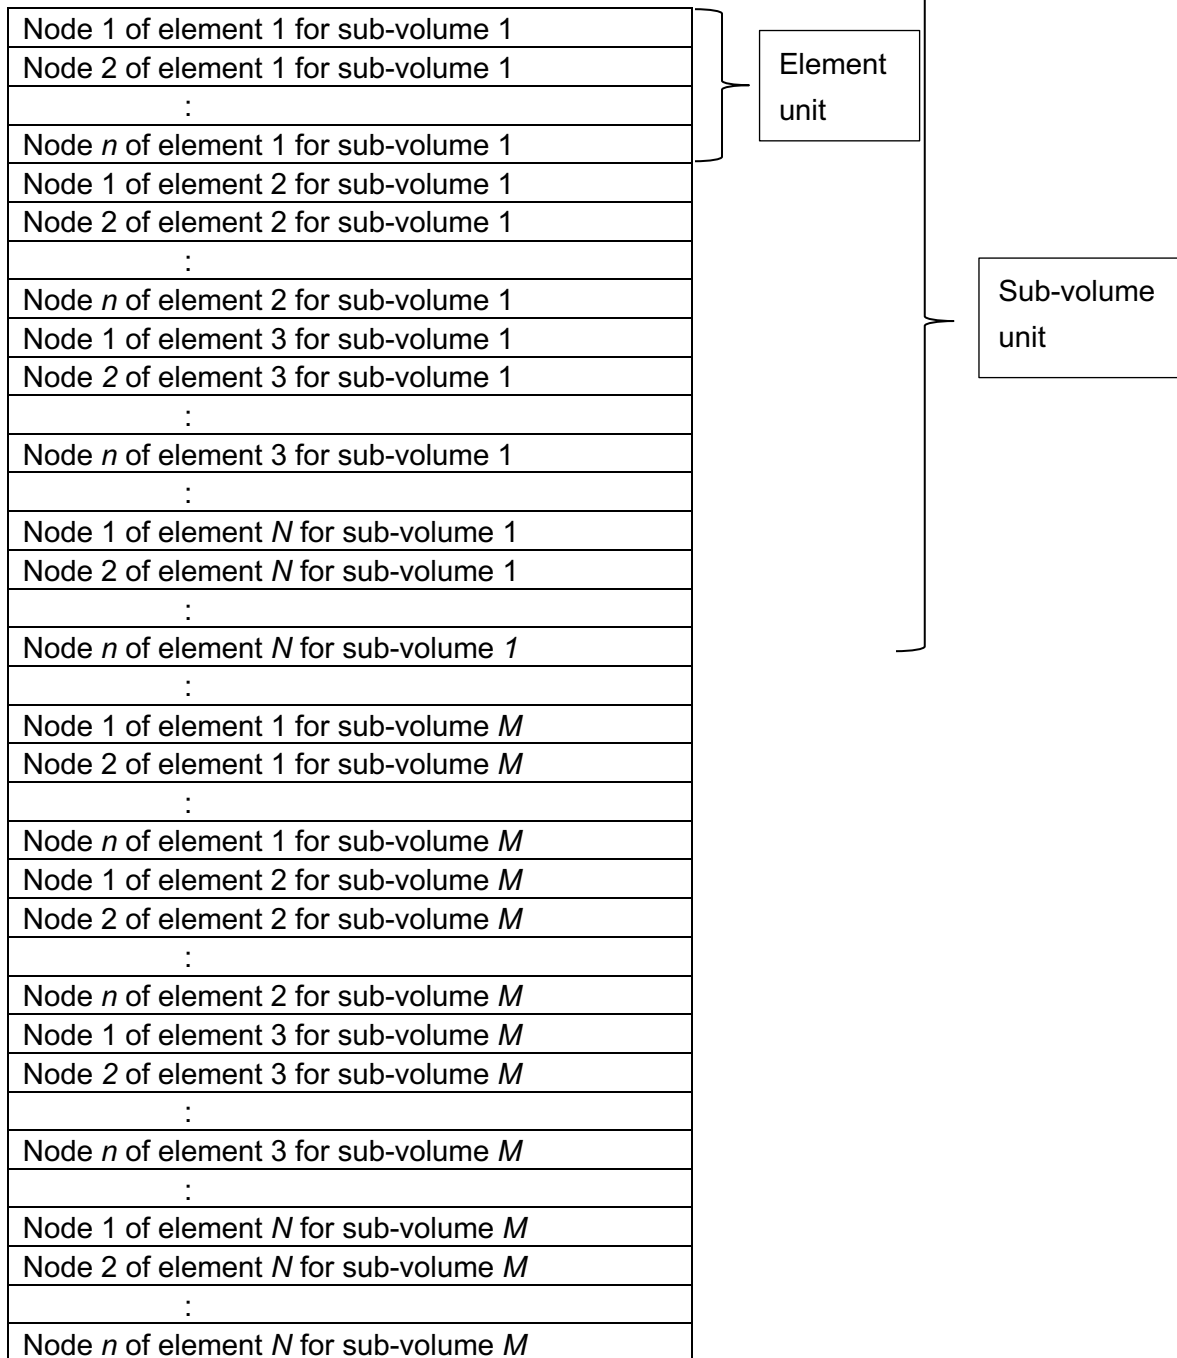 Node 1 of element 1 for sub-volume 1
Node 2 of element 1 for sub-volume 1
:
Node n of element 1 for sub-volume 1
Node 1 of element 2 for sub-volume 1
Node 2 of element 2 for sub-volume 1
:
Node n of element 2 for sub-volume 1
Node 1 of element 3 for sub-volume 1
Node 2 of element 3 for sub-volume 1
:
Node n of element 3 for sub-volume 1
:
Node 1 of element N for sub-volume 1
Node 2 of element N for sub-volume 1
:
Node n of element N for sub-volume 1
:
Node 1 of element 1 for sub-volume M
Node 2 of element 1 for sub-volume M
:
Node n of element 1 for sub-volume M
Node 1 of element 2 for sub-volume M
Node 2 of element 2 for sub-volume M
:
Node n of element 2 for sub-volume M
Node 1 of element 3 for sub-volume M
Node 2 of element 3 for sub-volume M
:
Node n of element 3 for sub-volume M
:
Node 1 of element N for sub-volume M
Node 2 of element N for sub-volume M
:
Node n of element N for sub-volume M
Element
unit
Sub-volume
unit